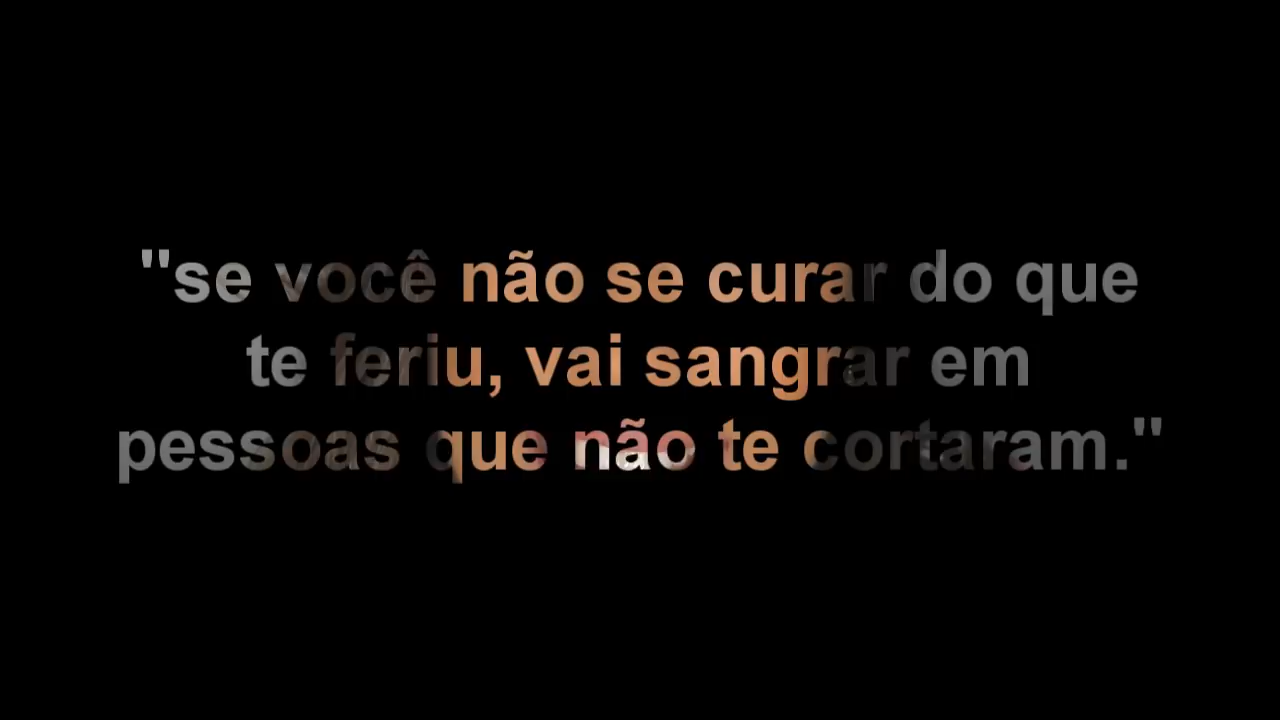 "se você não se curar do que
te feriu, vai sangrar em
pessoas que não te cortaram."